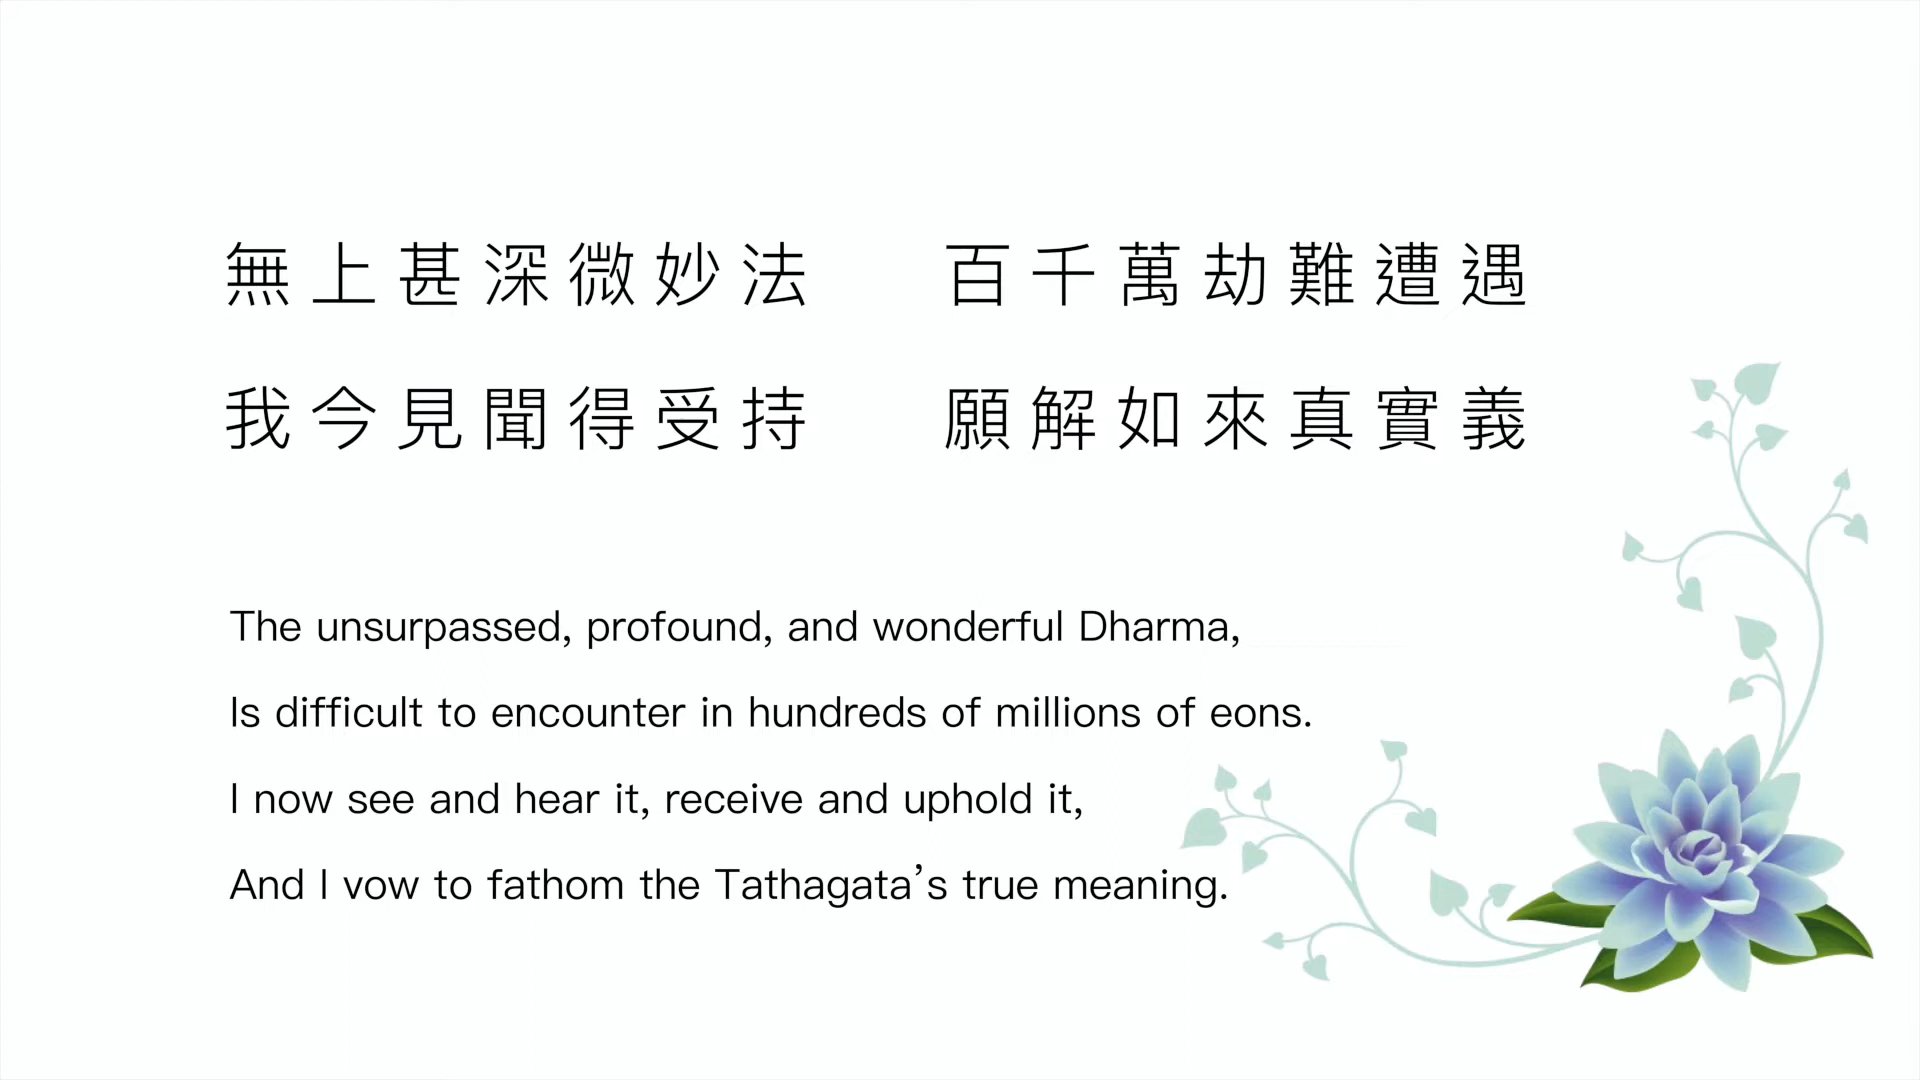 無上甚深微妙法 百千萬劫難遭遇
我今見聞得受持 願解如來真實義
The unsurpassed, profound, and wonderful Dharma,
Is difficult to encounter in hundreds of millions of eons.
I now see and hear it, receive and uphold it,
And I vow to fathom the Tathagata’s true meaning.